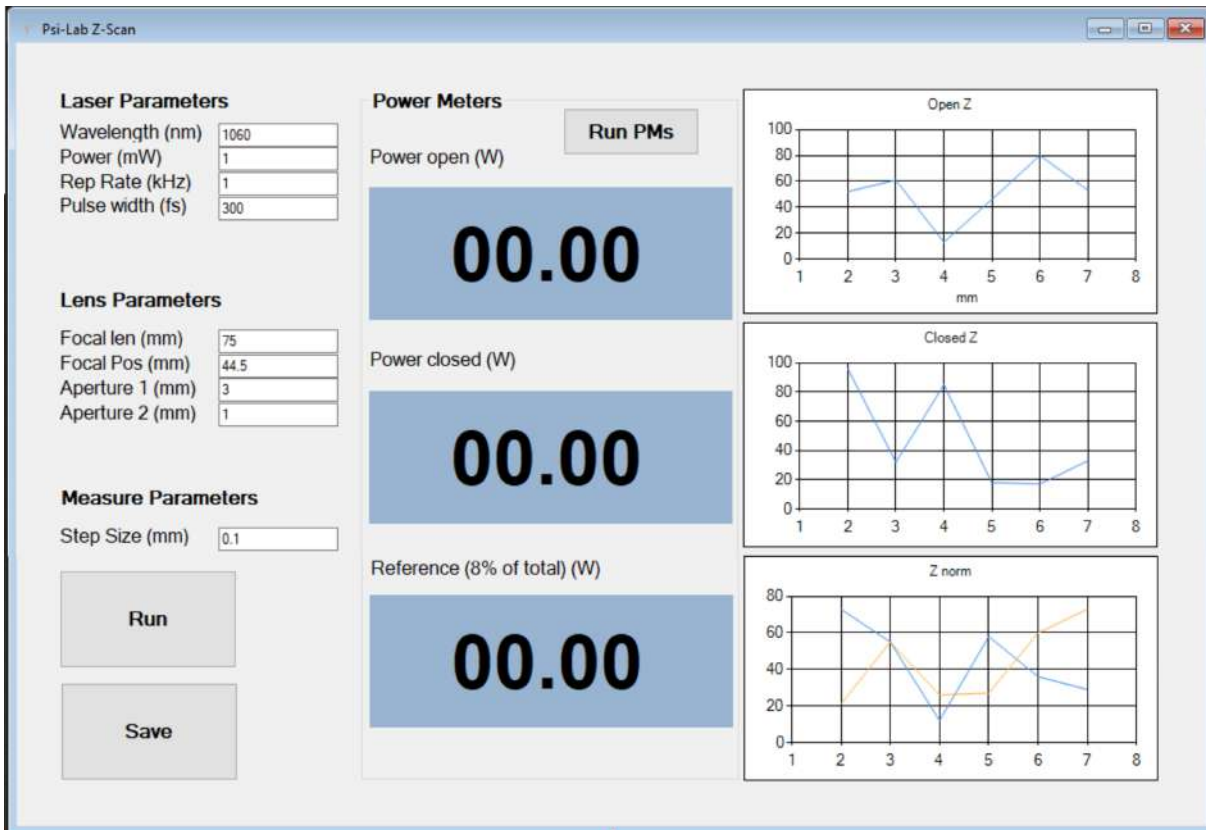 Psi-Lab Z-Scan
Laser Parameters
Wavelength (nm) 1060
Power (mW) 1
Rep Rate (kHz) 1
Pulse width (fs) 300
Lens Parameters
Focal len (mm) 75
Focal Pos (mm) 44.5
Aperture 1 (mm) 3
Aperture 2 (mm) 1
Measure Parameters
Step Size (mm) 0.1
Run
Save
Power Meters
Run PMs
Power open (W)
00.00
Power closed (W)
00.00
Reference (8% of total) (W)
00.00
Open Z
100
80
60
40
20
0
1 2 3 4 5 6 7 8
mm
Closed Z
100
80
60
40
20
0
1 2 3 4 5 6 7 8
Z norm
80
60
40
20
0
1 2 3 4 5 6 7 8